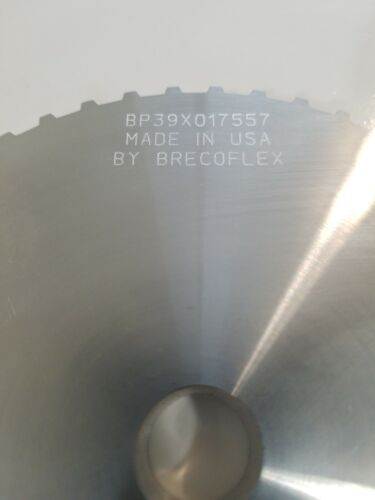 BP39X017557
MADE IN USA
BY BRECOFLEX